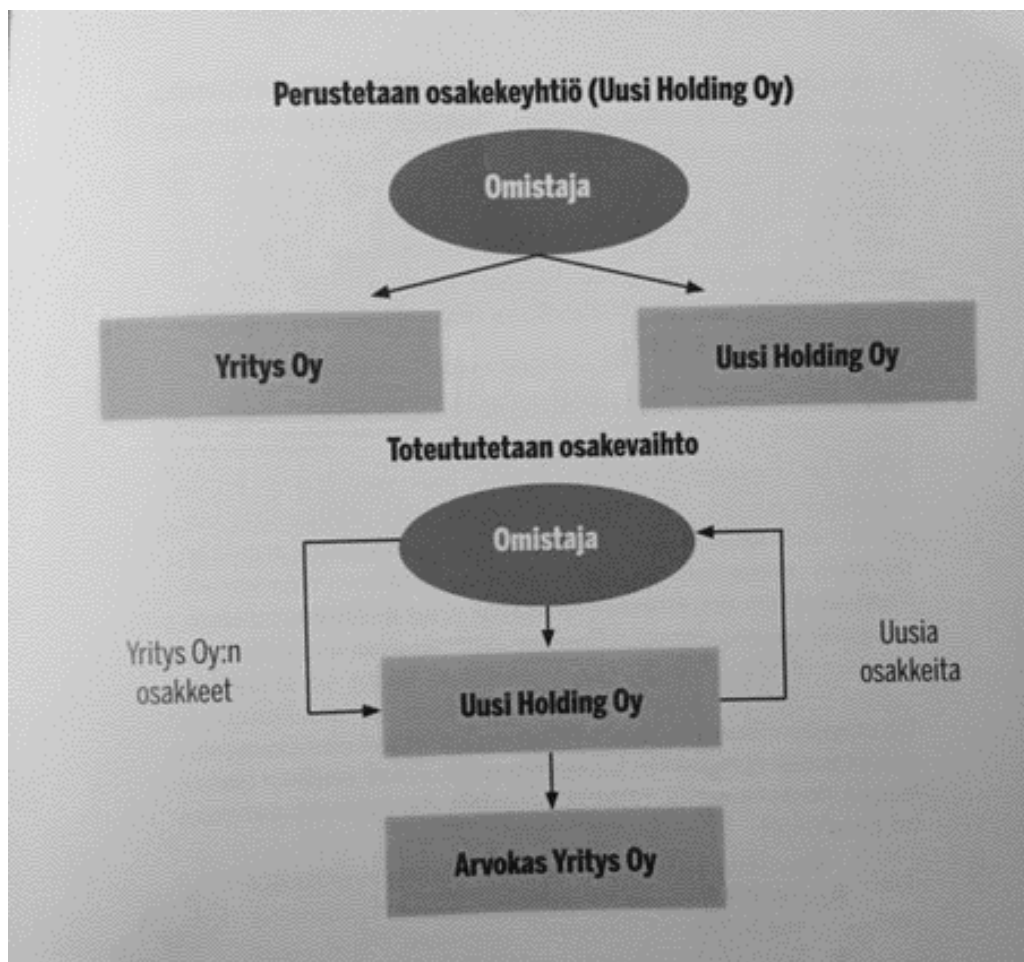 Perustetaan osakekeyhtiö (Uusi Holding Oy)
Omistaja
Yritys Oy
Uusi Holding Oy
Toteututetaan osakevaihto
Omistaja
Yritys Oy:n
osakkeet
Uusia
osakkeita
Uusi Holding Oy
Arvokas Yritys Oy